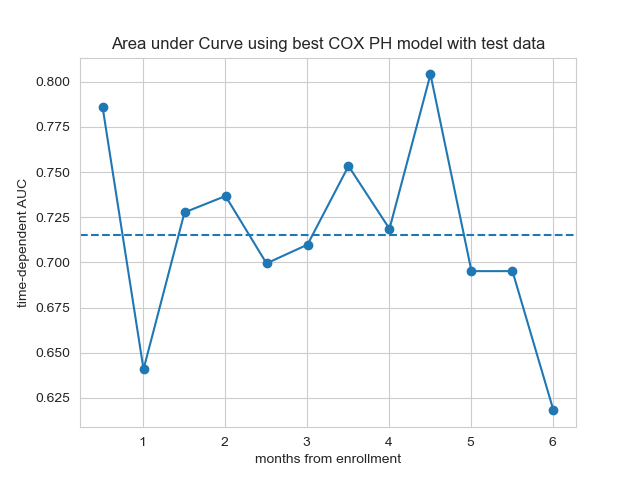 Area under Curve using best COX PH model with test data
time-dependent AUC
0.800
0.775
0.750
0.725
0.700
0.675
0.650
0.625
1 2 3 4 5 6
months from enrollment